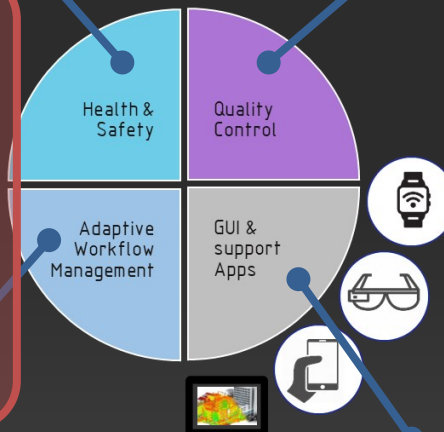 Health &
Safety
Quality
Control
Adaptive
Workflow
Management
GUI &
support
Apps